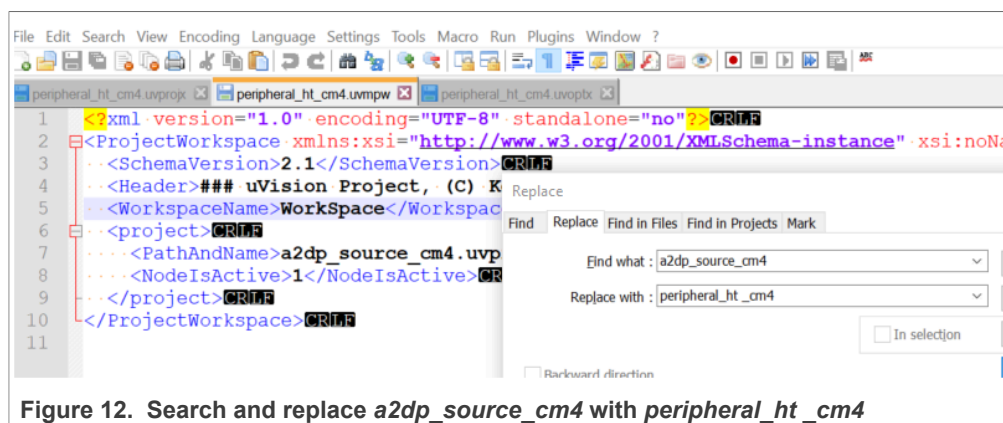 File Edit Search View Encoding Language Settings Tools Macro Run Plugins Window ?
peripheral_ht_cm4.uvprojx peripheral_ht_cm4.uvmpw peripheral_ht_cm4.uvoptx
1 <?xml version="1.0" encoding="UTF-8" standalone="no"?>CRLF
2 <ProjectWorkspace xmlns:xsi="http://www.w3.org/2001/XMLSchema-instance" xsi:noNa
3 <SchemaVersion>2.1</SchemaVersion>CRLF
4 <Header>### uVision Project, (C) K
5 <WorkspaceName>WorkSpace</Workspac
6 <project>CRLF
7 <PathAndName>a2dp_source_cm4.uvp
8 <NodeIsActive>1</NodeIsActive>CR
9 </project>CRLF
10 </ProjectWorkspace>CRLF
11
Replace
Find Replace Find in Files Find in Projects Mark
Find what : a2dp_source_cm4
Replace with : peripheral_ht _cm4
In selection
Backward direction
Figure 12. Search and replace a2dp_source_cm4 with peripheral_ht _cm4